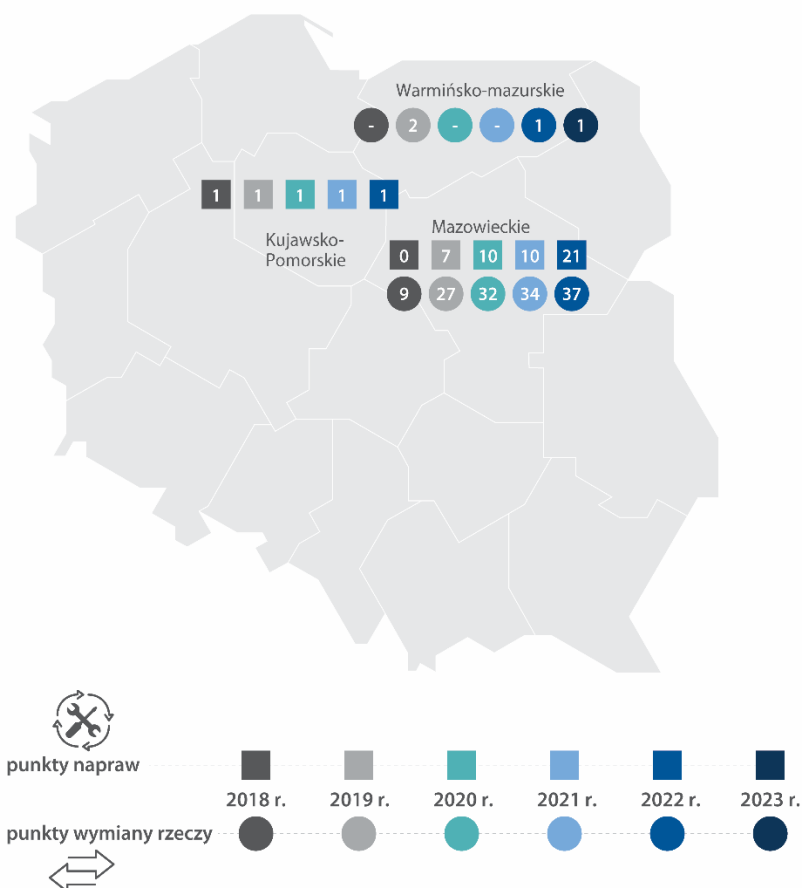 Warmińsko-mazurskie
- 2 - - 1 1
1 1 1 1 1
Kujawsko-
Pomorskie
Mazowieckie
0 7 10 10 21
9 27 32 34 37
punkty napraw
2018 r. 2019 r. 2020 r. 2021 r. 2022 r. 2023 r.
punkty wymiany rzeczy